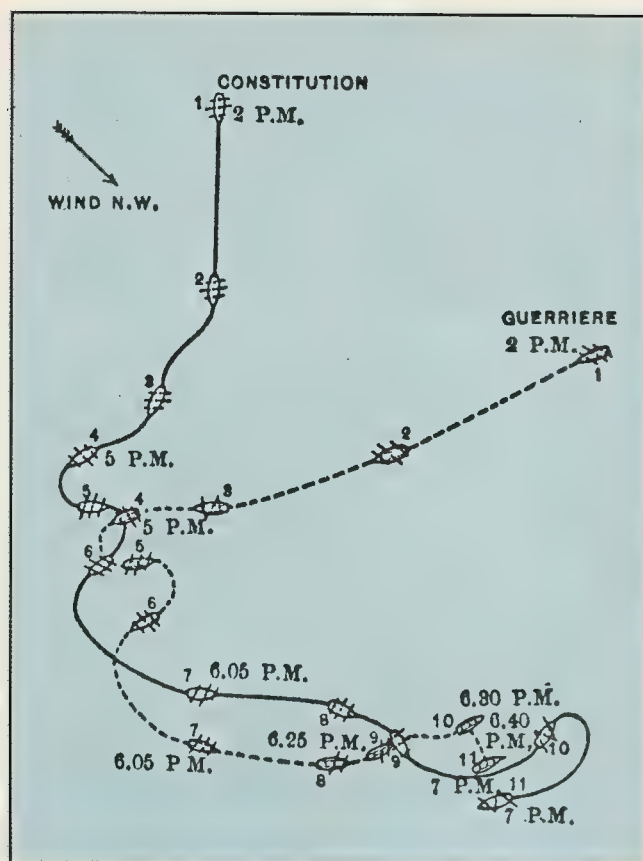 CONSTITUTION
1
2 P.M.
WIND N.W.
2
GUERRIERE
2 P.M.
1
3
2
4
5 P.M.
5
4
3
5 P.M.
6
5
6
7
6.05 P.M.
8
6.30 P.M.
7
6.25 P.M.
9
10
6.40
P.M.
10
6.05 P.M.
8
9
11
7 P.M.
11
7 P.M.